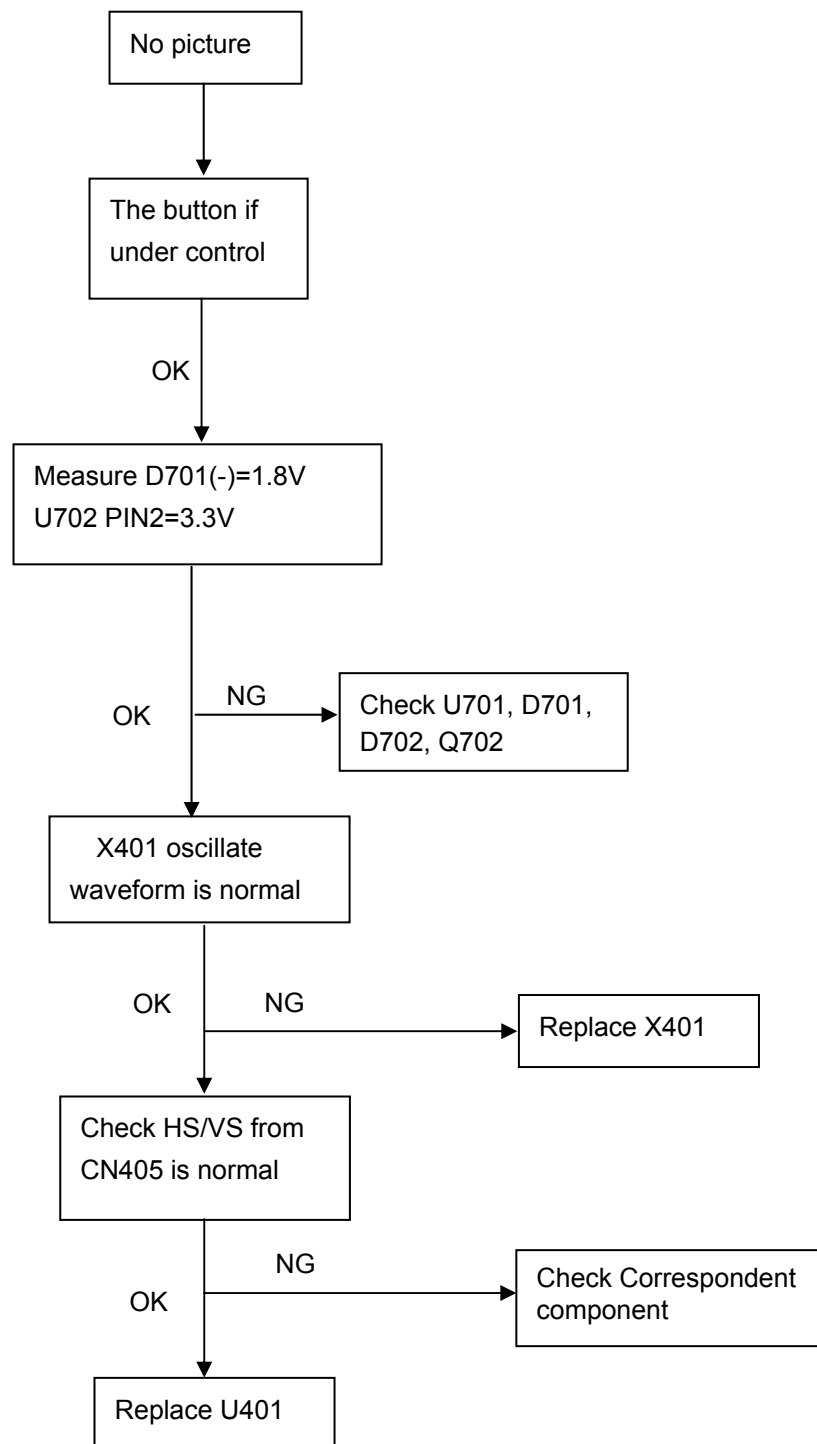 No picture
The button if
under control
OK
Measure D701(-)=1.8V
U702 PIN2=3.3V
NG
OK
Check U701, D701,
D702, Q702
X401 oscillate
waveform is normal
OK
NG
Replace X401
Check HS/VS from
CN405 is normal
NG
OK
Check Correspondent
component
Replace U401